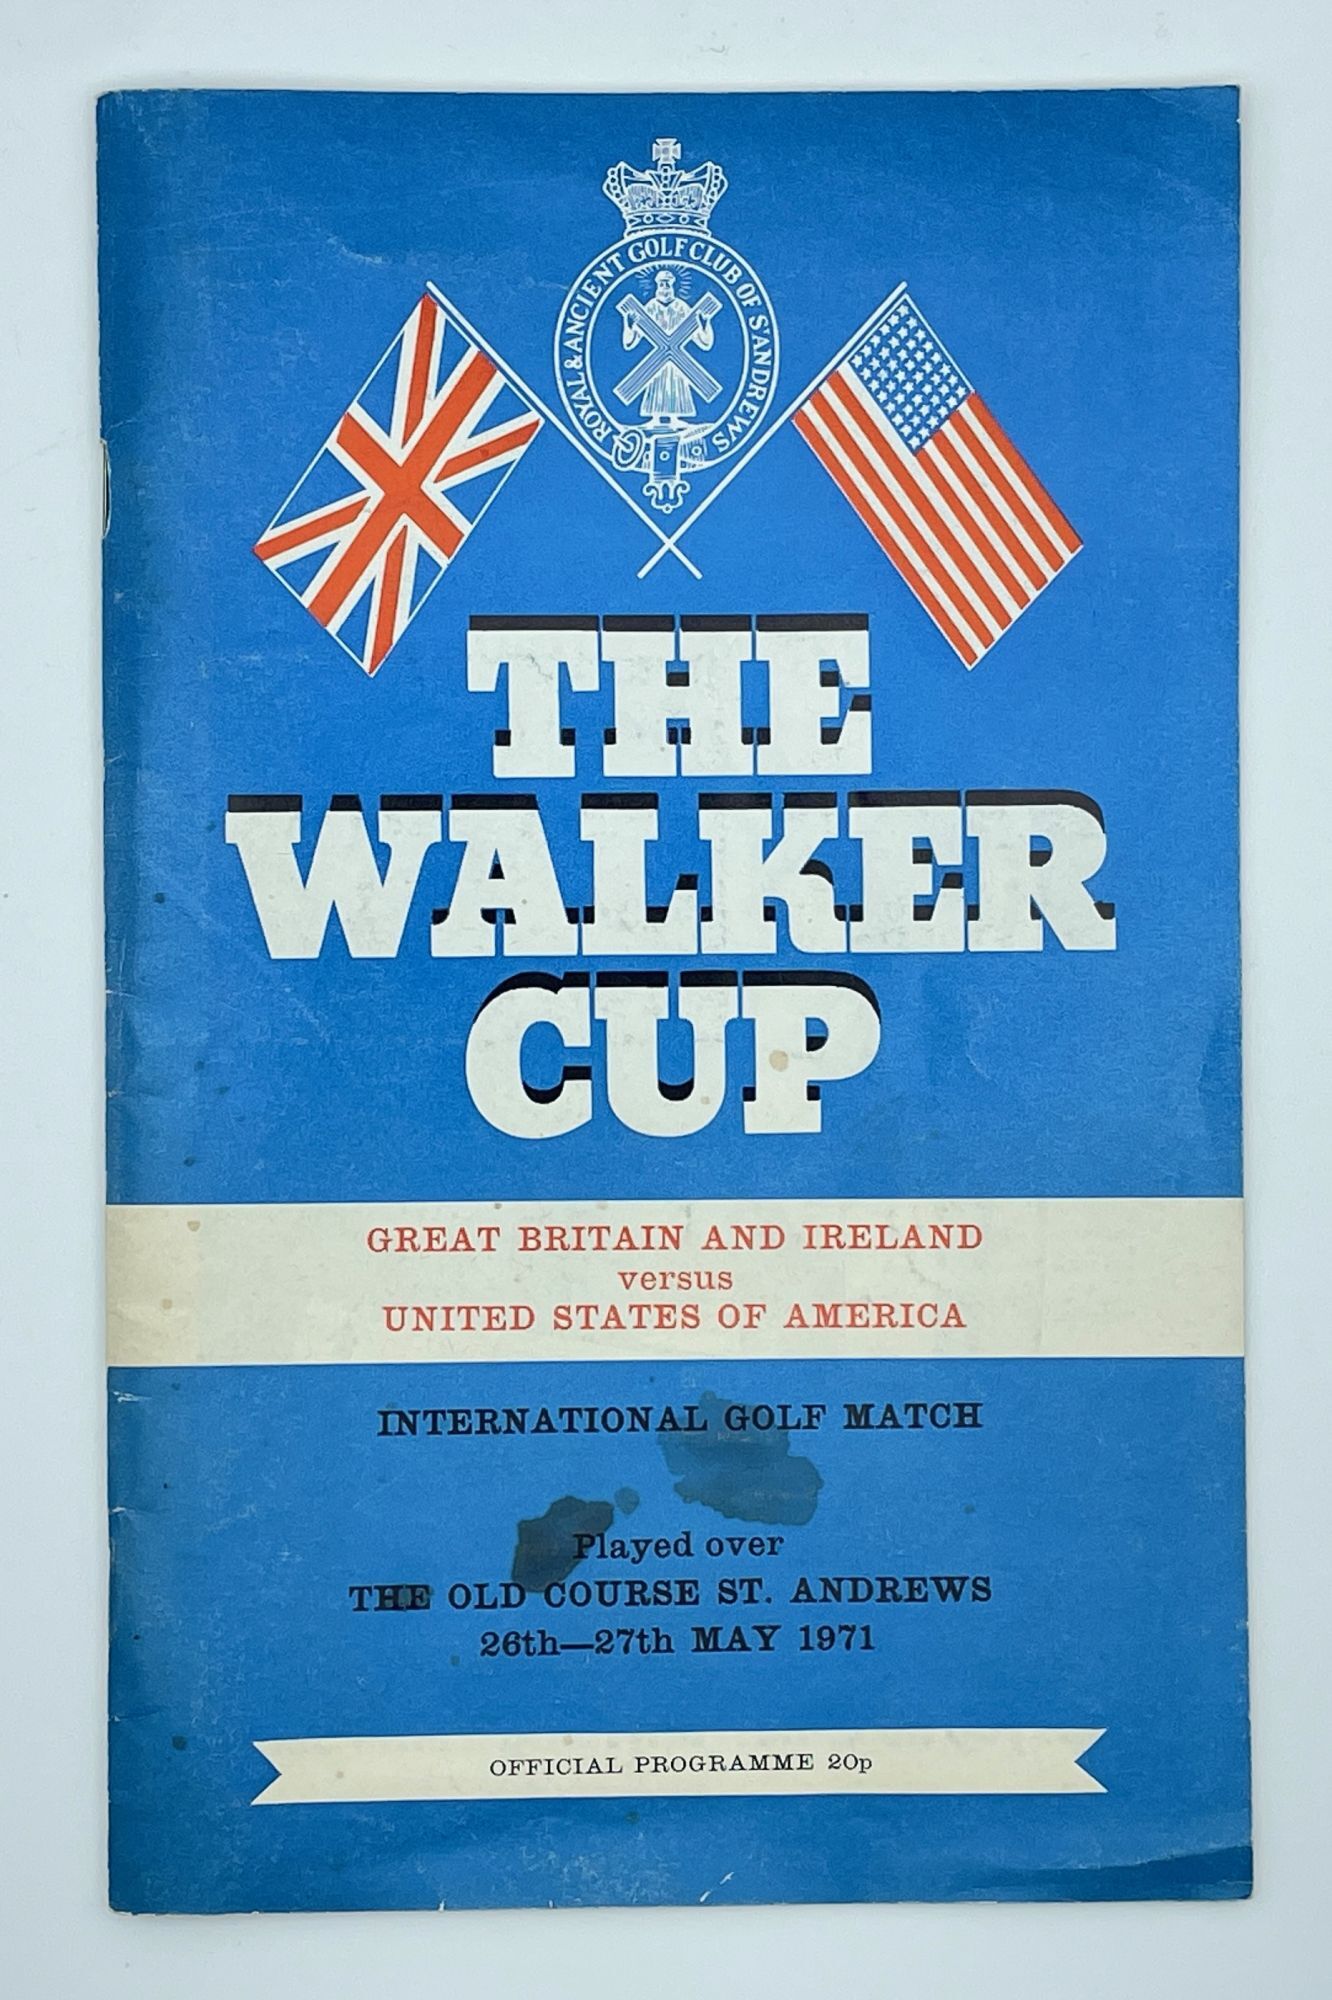 ROYAL & ANCIENT GOLF CLUB OF ST ANDREWS
THE
WALKER
CUP
GREAT BRITAIN AND IRELAND
versus
UNITED STATES OF AMERICA
INTERNATIONAL GOLF MATCH
Played over
THE OLD COURSE ST. ANDREWS
26th—27th MAY 1971
OFFICIAL PROGRAMME 20p